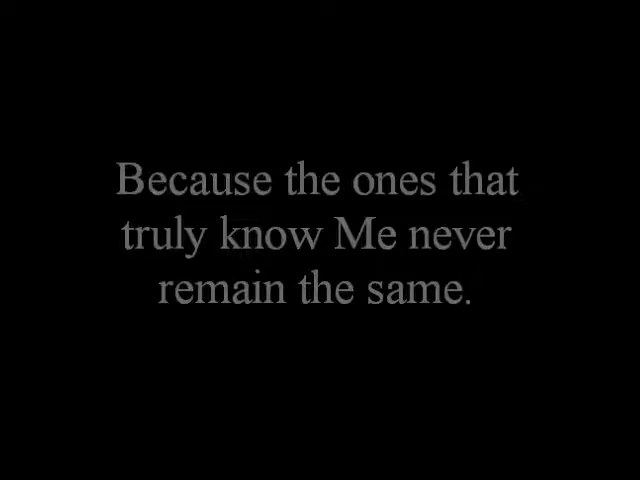 Because the ones that
truly know Me never
remain the same.